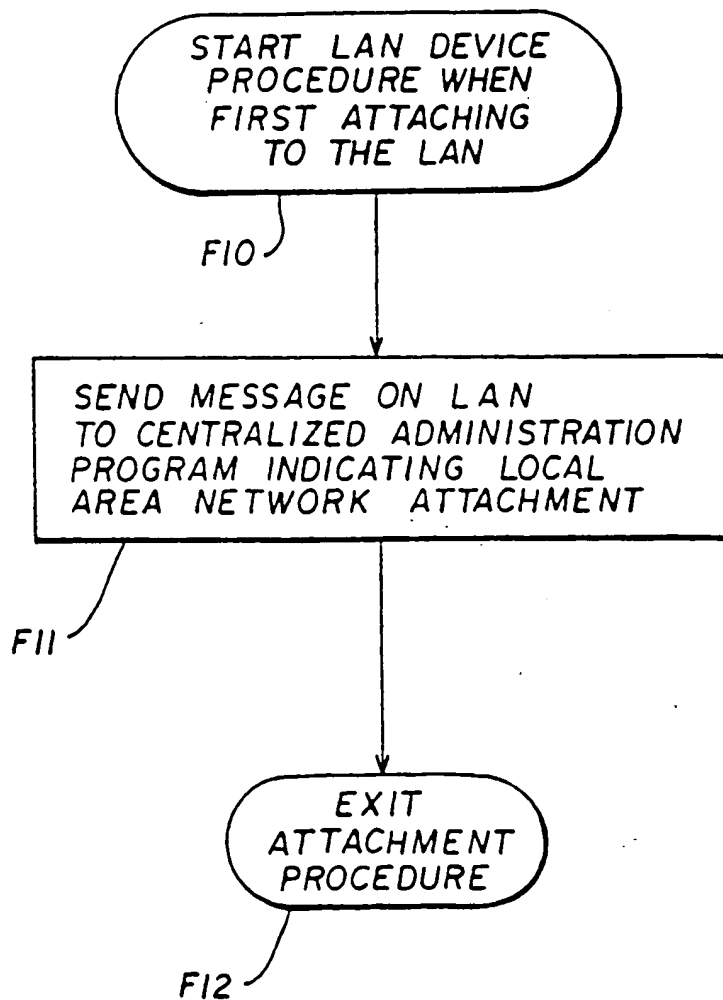 START LAN DEVICE
PROCEDURE WHEN
FIRST ATTACHING
TO THE LAN
F10
SEND MESSAGE ON LAN
TO CENTRALIZED ADMINISTRATION
PROGRAM INDICATING LOCAL
AREA NETWORK ATTACHMENT
F11
EXIT
ATTACHMENT
PROCEDURE
F12